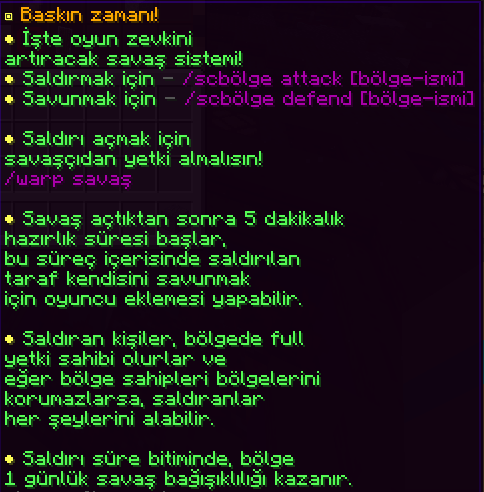 Baskın zamanı!
● İşte oyun zevkini
artıracak savaş sistemi!
● Saldırmak için - /scbölge attack [bölge-ismi]
● Savunmak için - /scbölge defend [bölge-ismi]
● Saldırı açmak için
savaşçıdan yetki almalısın!
/warp savaş
● Savaş açtıktan sonra 5 dakikalık
hazırlık süresi başlar,
bu süreç içerisinde saldırılan
taraf kendisini savunmak
için oyuncu eklemesi yapabilir.
● Saldıran kişiler, bölgede full
yetki sahibi olurlar ve
eğer bölge sahipleri bölgelerini
korumazlarsa, saldıranlar
her şeylerini alabilir.
● Saldırı süre bitiminde, bölge
1 günlük savaş bağışıklılığı kazanır.